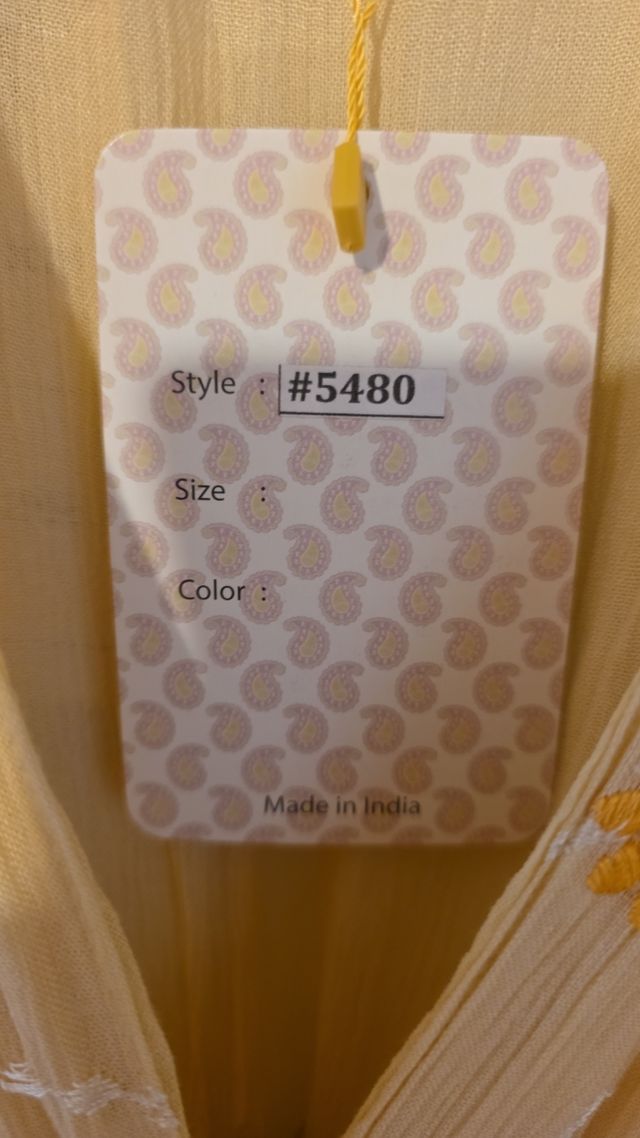 Style : #5480
Size :
Color :
Made in India